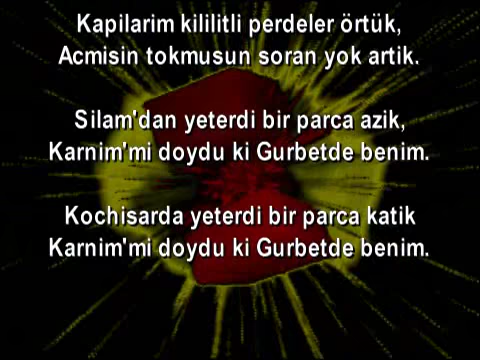 Kapilarim kililitli perdeler örtük,
Acmisin tokmusun soran yok artik.
Silam'dan yeterdi bir parca azik,
Karnim'mi doydu ki Gurbetde benim.
Kochisarda yeterdi bir parca katik
Karnim'mi doydu ki Gurbetde benim.